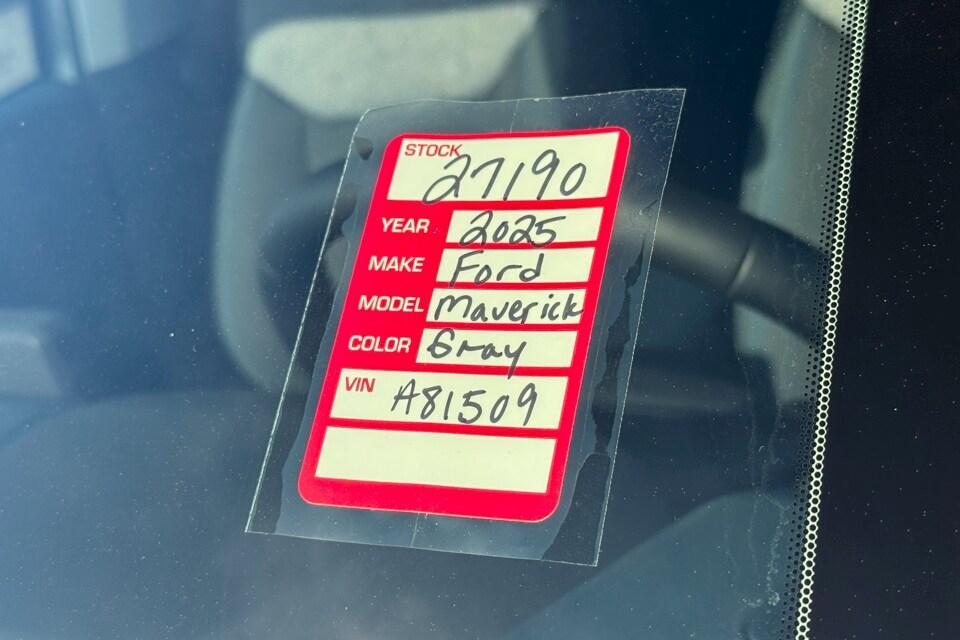 STOCK 27190
YEAR 2025
MAKE Ford
MODEL Maverick
COLOR Gray
VIN A81509